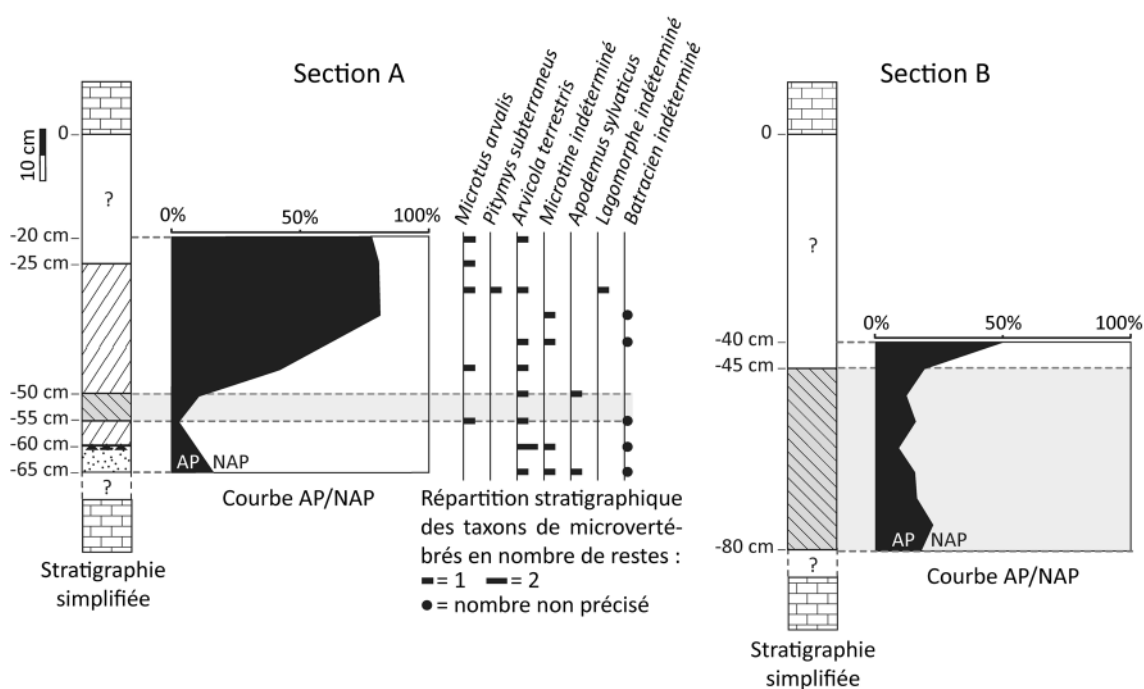 Section A
0
10 cm
?
-20 cm
-25 cm
-50 cm
-55 cm
-60 cm
-65 cm
?
Stratigraphie
simplifiée
0%
50%
100%
AP
NAP
Courbe AP/NAP
Microtus arvalis
Pitymys subterraneus
Arvicola terrestris
Microtine indéterminé
Apodemus sylvaticus
Lagomorphe indéterminé
Batracien indéterminé
Répartition stratigraphique
des taxons de microverté-
brés en nombre de restes :
= 1 = 2
= nombre non précisé
Section B
0
?
-40 cm
-45 cm
-80 cm
?
Stratigraphie
simplifiée
0%
50%
100%
AP
NAP
Courbe AP/NAP